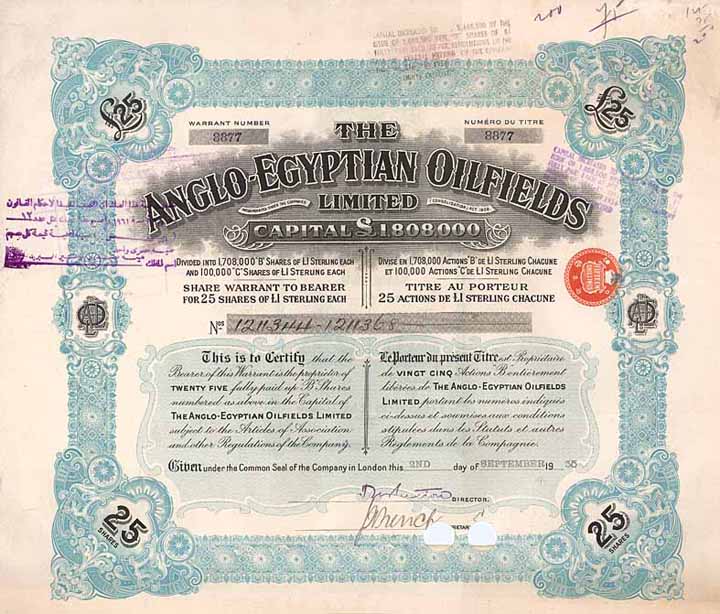 CAPITAL INCREASED TO
£25
£25
WARRANT NUMBER
8877
NUMÉRO DU TITRE
8877
THE
ANGLO-EGYPTIAN OILFIELDS
LIMITED
CAPITAL £1808000
DIVIDED INTO 1,708,000 "B" SHARES OF £1 STERLING EACH
AND 100,000 "C" SHARES OF £1 STERLING EACH
DIVISÉ EN 1,708,000 ACTIONS "B" DE £1 STERLING CHACUNE
ET 100,000 ACTIONS "C" DE £1 STERLING CHACUNE
SHARE WARRANT TO BEARER
FOR 25 SHARES OF £1 STERLING EACH
TITRE AU PORTEUR
25 ACTIONS DE £1 STERLING CHACUNE
Nos 1211344-1211368
This is to Certify that the
Bearer of this Warrant is the proprietor of
TWENTY FIVE fully paid up "B" Shares
numbered as above in the Capital of
THE ANGLO-EGYPTIAN OILFIELDS LIMITED
subject to the Articles of Association
and other Regulations of the Company.
Le Porteur du présent Titre est Propriétaire
de VINGT CINQ Actions B entièrement
libérées de THE ANGLO-EGYPTIAN OILFIELDS
LIMITED portant les numéros indiqués
ci-dessus et soumises aux conditions
stipulées dans les Statuts et autres
Règlements de la Compagnie.
Given under the Common Seal of the Company in London this 2ND day of SEPTEMBER 1935
DIRECTOR.
25
SHARES
25
SHARES